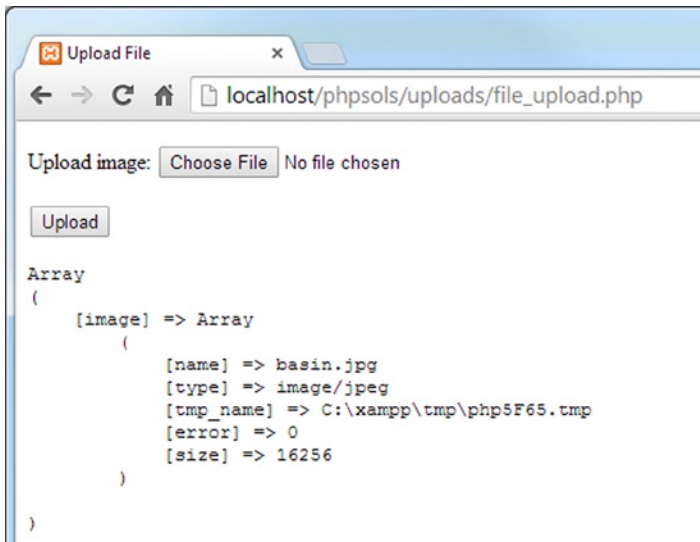 Upload File
localhost/phpsols/uploads/file_upload.php
Upload image: Choose File No file chosen
Upload
Array
(
    [image] => Array
        (
            [name] => basin.jpg
            [type] => image/jpeg
            [tmp_name] => C:\xampp\tmp\php5F65.tmp
            [error] => 0
            [size] => 16256
        )
)